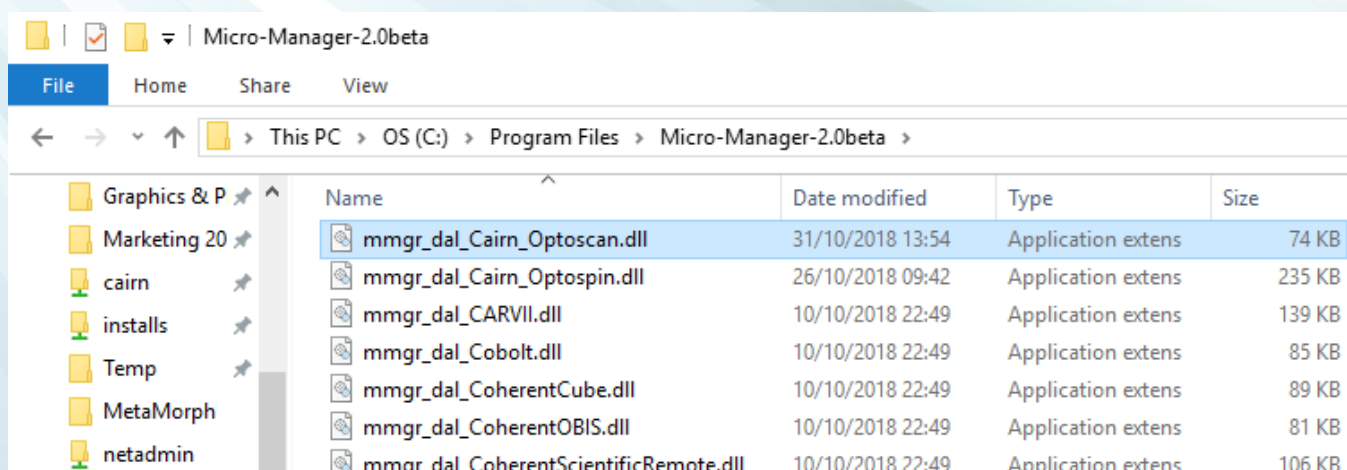 Micro-Manager-2.0beta
File Home Share View
This PC > OS (C:) > Program Files > Micro-Manager-2.0beta >
Graphics & P
Marketing 20
cairn
installs
Temp
MetaMorph
netadmin
Name Date modified Type Size
mmgr_dal_Cairn_Optoscan.dll 31/10/2018 13:54 Application extens 74 KB
mmgr_dal_Cairn_Optospin.dll 26/10/2018 09:42 Application extens 235 KB
mmgr_dal_CARVII.dll 10/10/2018 22:49 Application extens 139 KB
mmgr_dal_Cobolt.dll 10/10/2018 22:49 Application extens 85 KB
mmgr_dal_CoherentCube.dll 10/10/2018 22:49 Application extens 89 KB
mmgr_dal_CoherentOBIS.dll 10/10/2018 22:49 Application extens 81 KB
mmgr_dal_CoherentScientificRemote.dll 10/10/2018 22:49 Application extens 106 KB